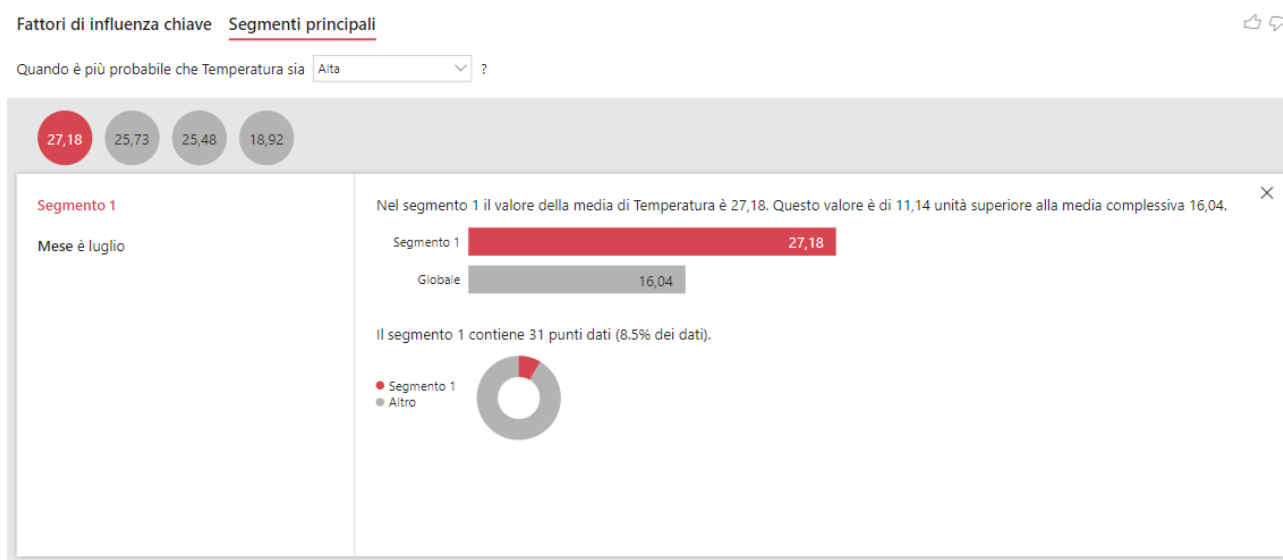 Fattori di influenza chiave Segmenti principali
Quando è più probabile che Temperatura sia Alta ?
27,18 25,73 25,48 18,92
Segmento 1
Mese è luglio
Nel segmento 1 il valore della media di Temperatura è 27,18. Questo valore è di 11,14 unità superiore alla media complessiva 16,04.
Segmento 1 27,18
Globale 16,04
Il segmento 1 contiene 31 punti dati (8.5% dei dati).
Segmento 1
Altro